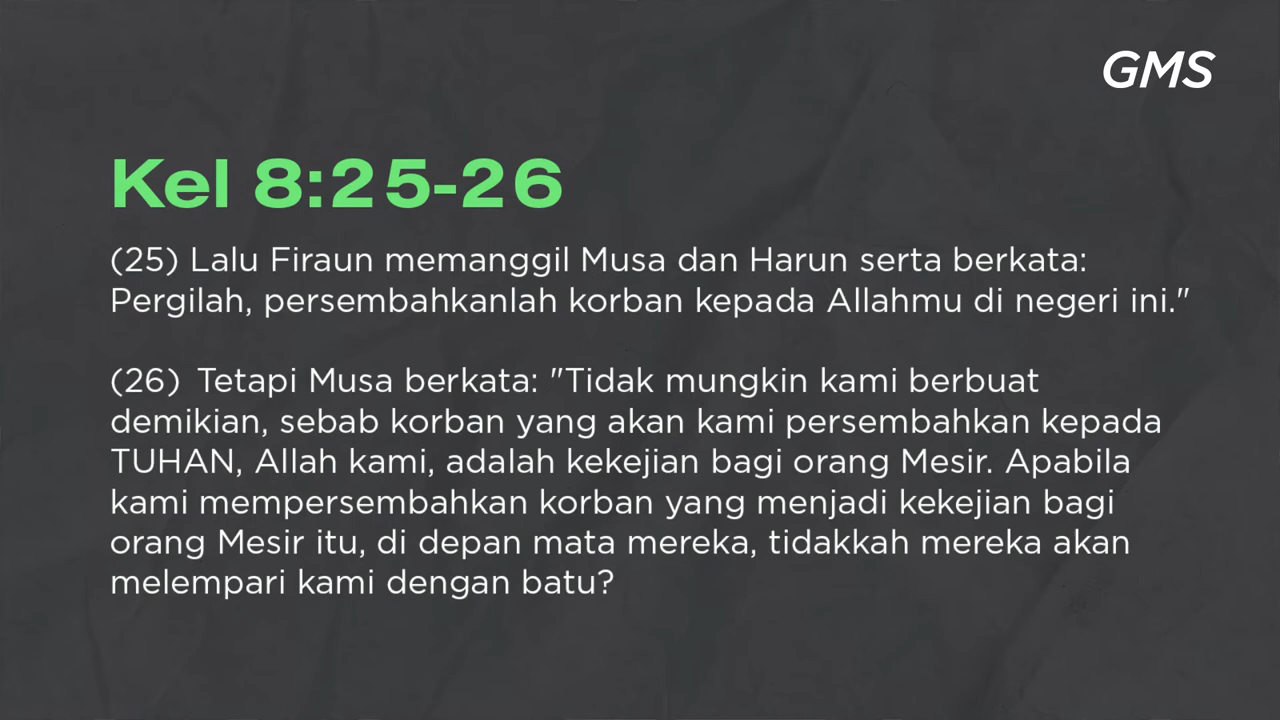 GMS
Kel 8:25-26
(25) Lalu Firaun memanggil Musa dan Harun serta berkata:
Pergilah, persembahkanlah korban kepada Allahmu di negeri ini."
(26)  Tetapi Musa berkata: "Tidak mungkin kami berbuat
demikian, sebab korban yang akan kami persembahkan kepada
TUHAN, Allah kami, adalah kekejian bagi orang Mesir. Apabila
kami mempersembahkan korban yang menjadi kekejian bagi
orang Mesir itu, di depan mata mereka, tidakkah mereka akan
melempari kami dengan batu?